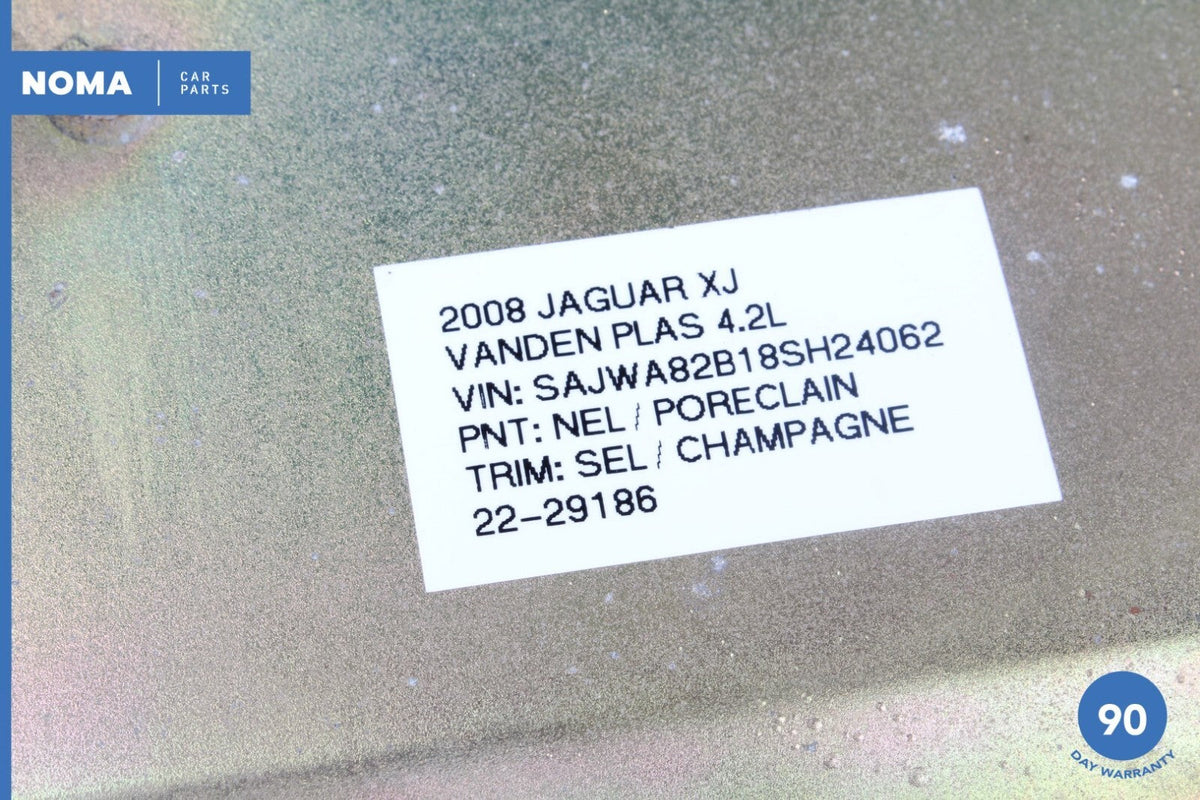 NOMA
CAR
PARTS
2008 JAGUAR XJ
VANDEN PLAS 4.2L
VIN: SAJWA82B18SH24062
PNT: NEL / PORECLAIN
TRIM: SEL / CHAMPAGNE
22-29186
90
DAY WARRANTY